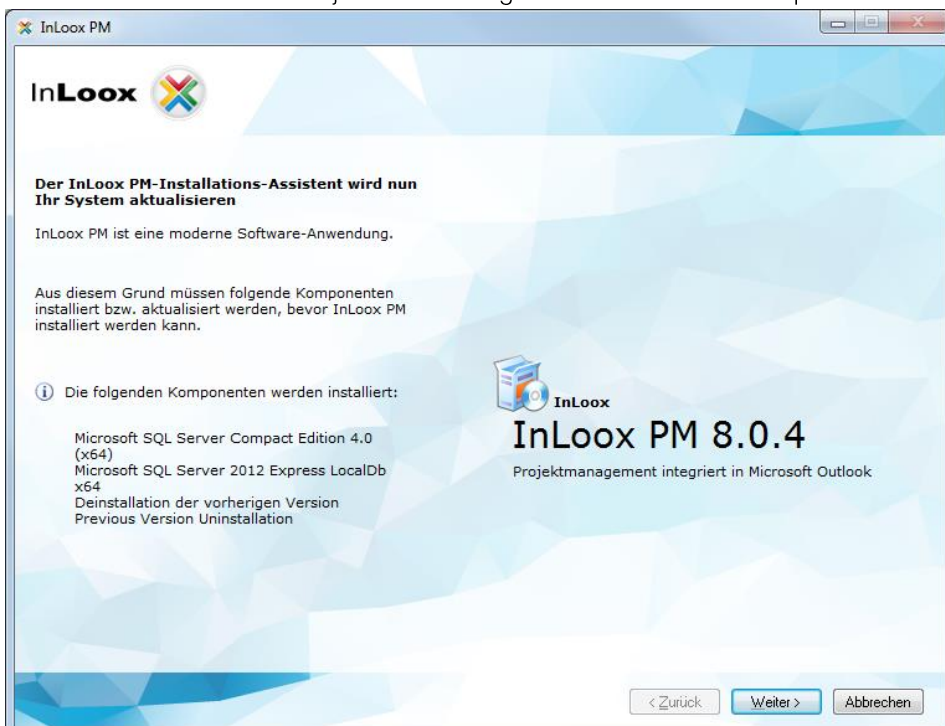 InLoox PM
InLoox
Der InLoox PM-Installations-Assistent wird nun
Ihr System aktualisieren
InLoox PM ist eine moderne Software-Anwendung.
Aus diesem Grund müssen folgende Komponenten
installiert bzw. aktualisiert werden, bevor InLoox PM
installiert werden kann.
Die folgenden Komponenten werden installiert:
Microsoft SQL Server Compact Edition 4.0
(x64)
Microsoft SQL Server 2012 Express LocalDb
x64
Deinstallation der vorherigen Version
Previous Version Uninstallation
InLoox
InLoox PM 8.0.4
Projektmanagement integriert in Microsoft Outlook
< Zurück
Weiter >
Abbrechen